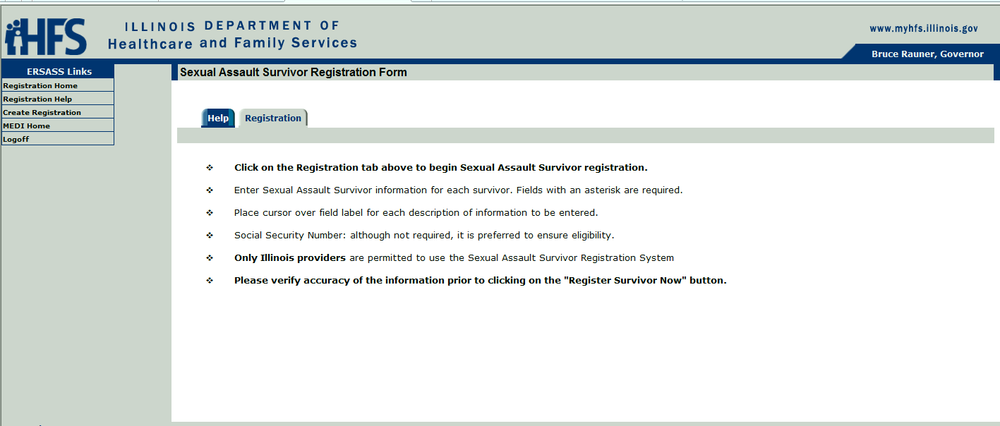 HFS
ILLINOIS DEPARTMENT OF
Healthcare and Family Services
www.myhfs.illinois.gov
Bruce Rauner, Governor
ERSASS Links
Registration Home
Registration Help
Create Registration
MEDI Home
Logoff
Sexual Assault Survivor Registration Form
Help
Registration
Click on the Registration tab above to begin Sexual Assault Survivor registration.
Enter Sexual Assault Survivor information for each survivor. Fields with an asterisk are required.
Place cursor over field label for each description of information to be entered.
Social Security Number: although not required, it is preferred to ensure eligibility.
Only Illinois providers are permitted to use the Sexual Assault Survivor Registration System
Please verify accuracy of the information prior to clicking on the "Register Survivor Now" button.